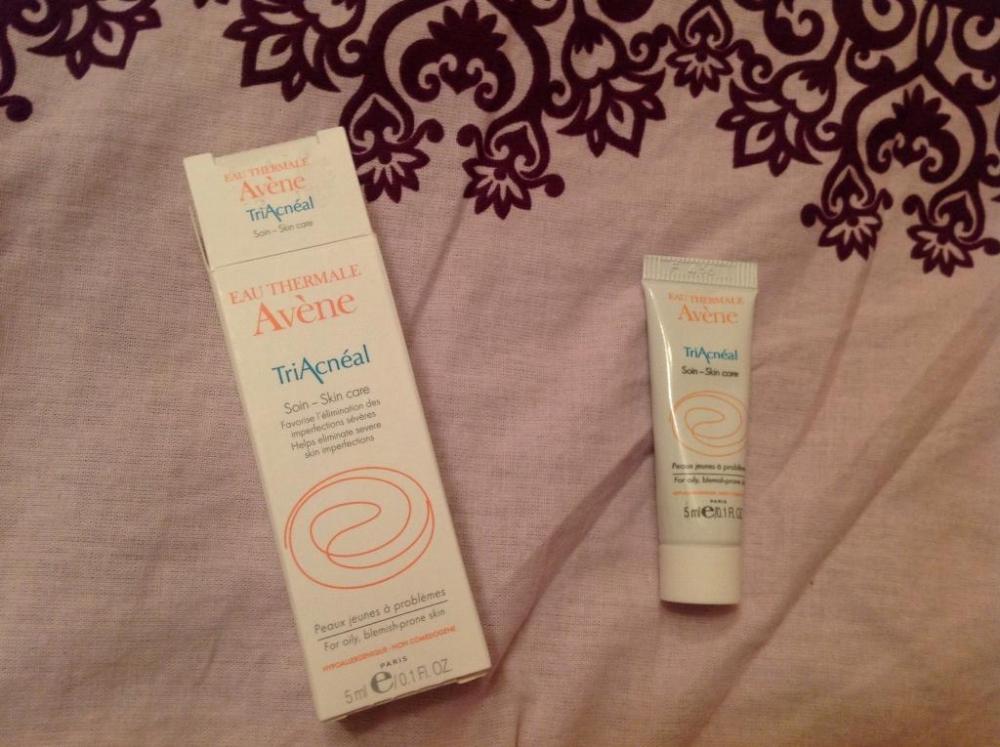 EAU THERMALE
Avène
TriAcnéal
Soin - Skin care
EAU THERMALE
Avène
TriAcnéal
Soin - Skin care
Favorise l'élimination des
imperfections sévères
Helps eliminate severe
skin imperfections
Peaux jeunes à problèmes
For oily, blemish-prone skin
HYPOALLERGÉNIQUE - NON COMÉDOGÈNE
PARIS
5 ml e/0.1 FL.OZ.
EAU THERMALE
Avène
TriAcnéal
Soin - Skin care
Peaux jeunes à
For oily, blemish-prone
PARIS
5 ml e/0.1 FL.OZ